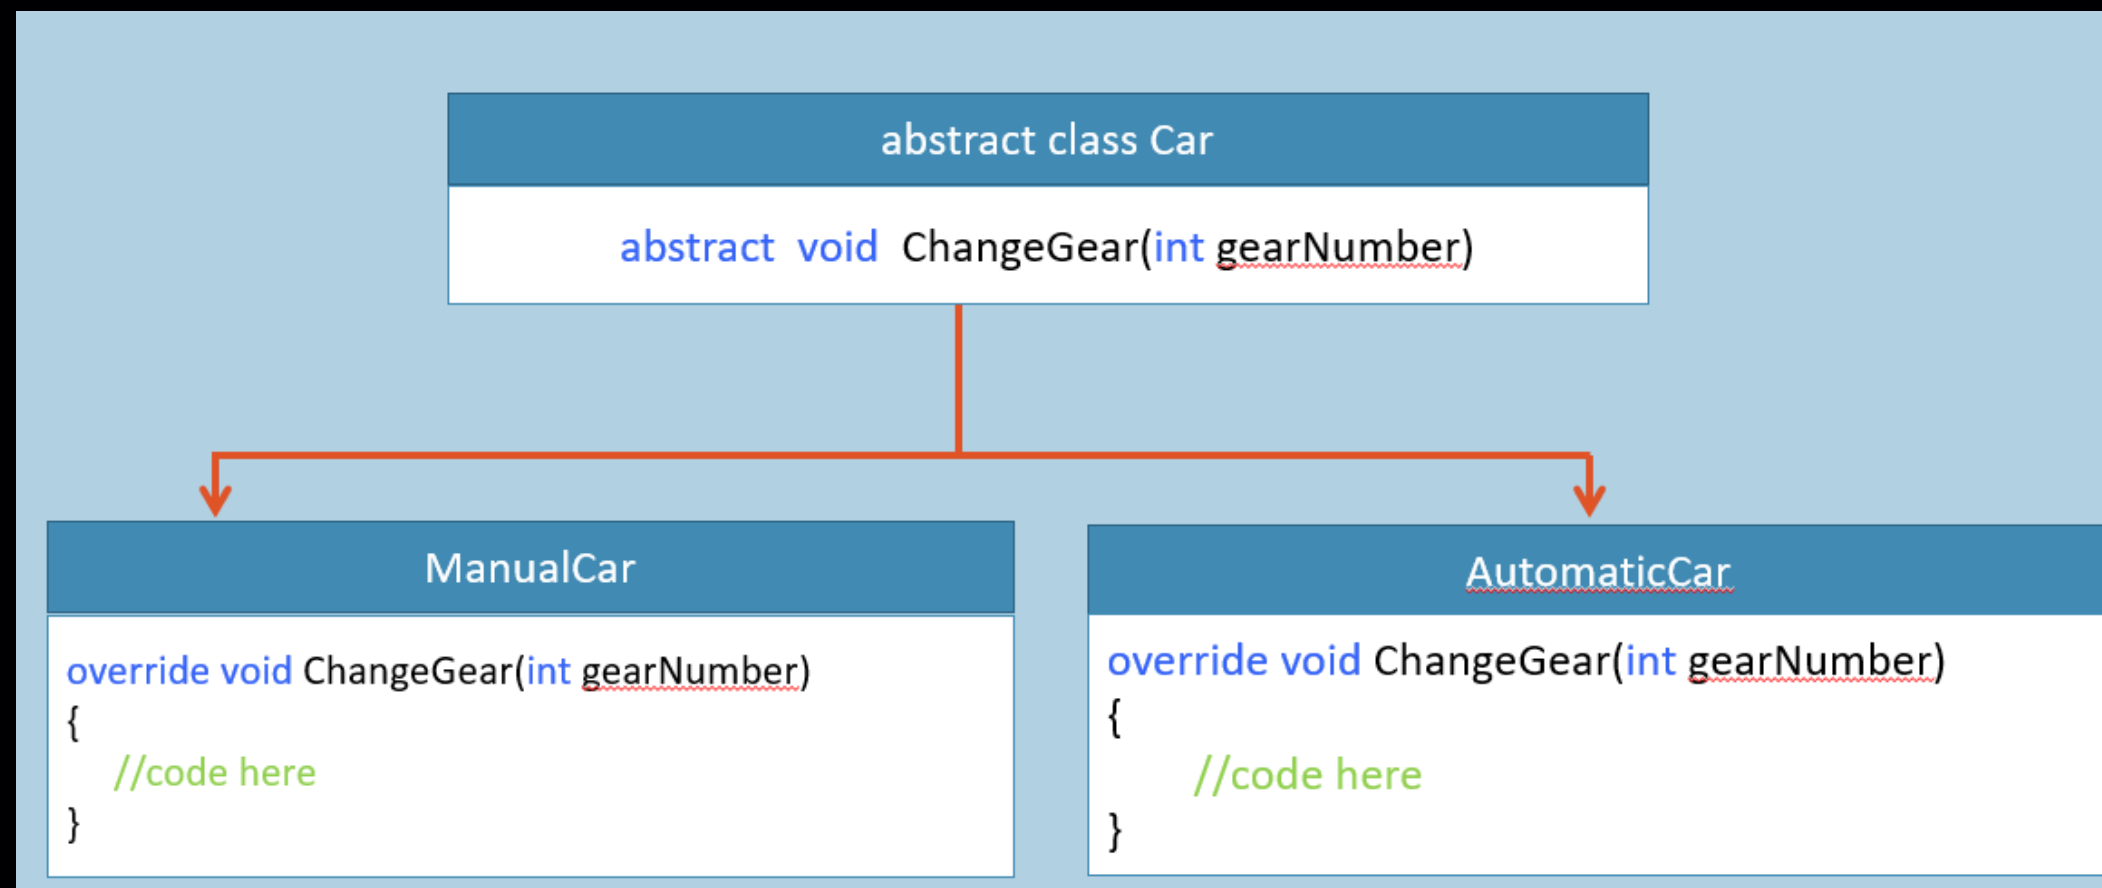 abstract class Car
abstract void ChangeGear(int gearNumber)
ManualCar
override void ChangeGear(int gearNumber)
{
//code here
}
AutomaticCar
override void ChangeGear(int gearNumber)
{
//code here
}